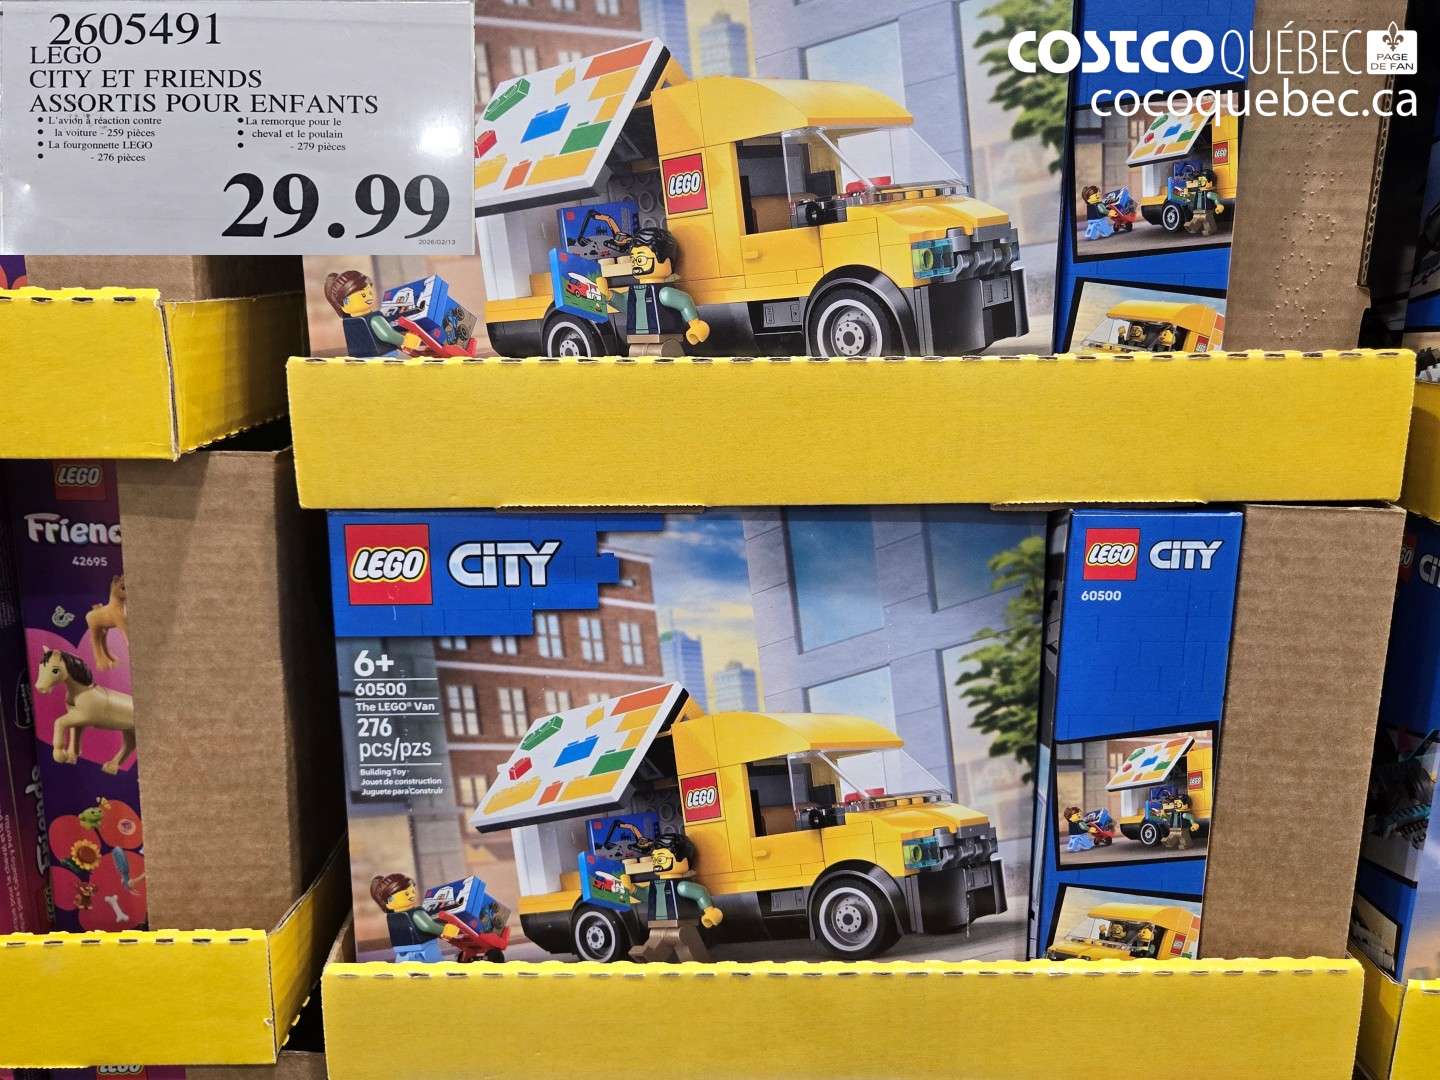 2605491
LEGO
CITY ET FRIENDS
ASSORTIS POUR ENFANTS
• L'avion à réaction contre
• la voiture - 259 pièces
• La fourgonnette LEGO
• - 276 pièces
• La remorque pour le
• cheval et le poulain
• - 279 pièces
29.99
2026/02/13
COSTCO QUÉBEC PAGE
DE FAN
cocoquebec.ca
LEGO
LEGO
LEGO
Friend
42695
LEGO CITY
6+
60500
The LEGO® Van
276
pcs/pzs
Building Toy·
Jouet de construction
Juguete para Construir
LEGO
LEGO CITY
60500
LEGO
LEGO